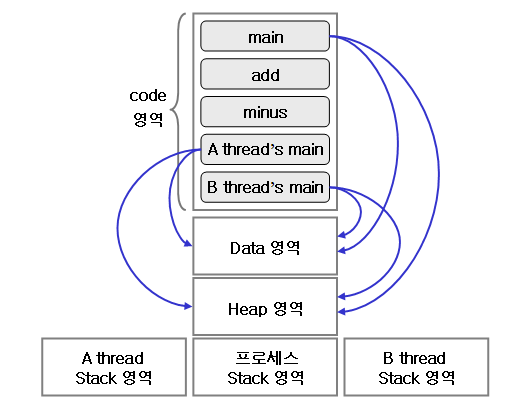 main
add
minus
A thread's main
B thread's main
code
영역
Data 영역
Heap 영역
A thread
Stack 영역
프로세스
Stack 영역
B thread
Stack 영역